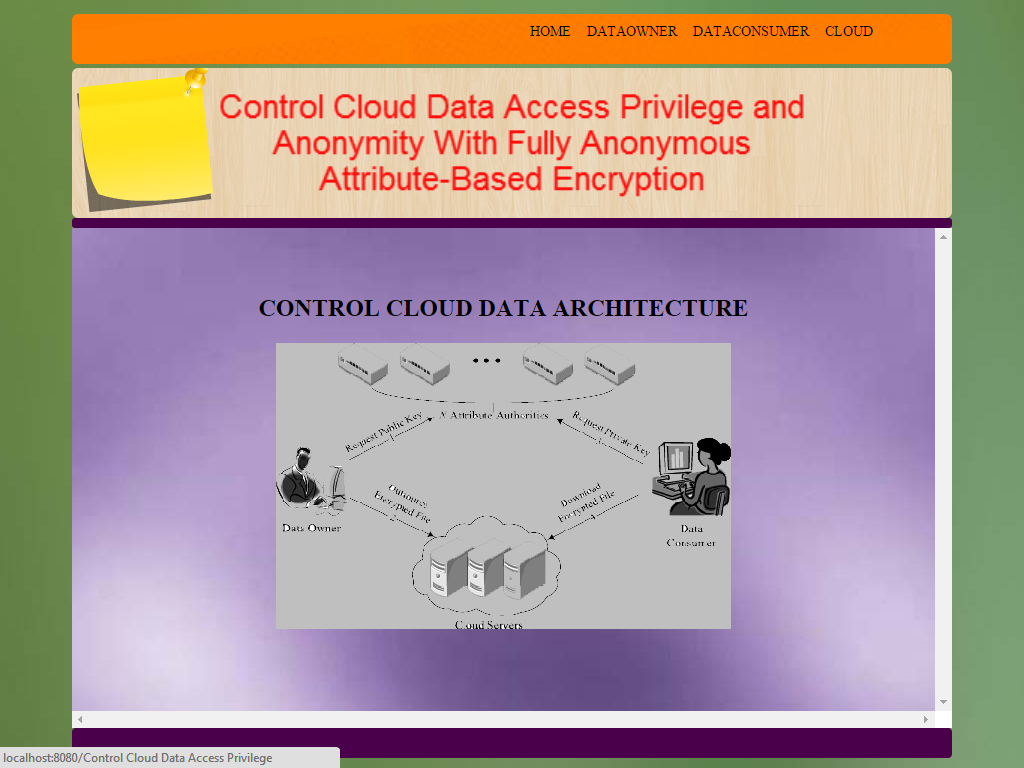 HOME DATAOWNER DATACONSUMER CLOUD
Control Cloud Data Access Privilege and
Anonymity With Fully Anonymous
Attribute-Based Encryption
CONTROL CLOUD DATA ARCHITECTURE
N Attribute Authorities
Request Public Key
Request Private Key
Outsource
Encrypted File
Download
Encrypted File
Data Owner
Data
Consumer
Cloud Servers
localhost:8080/Control Cloud Data Access Privilege